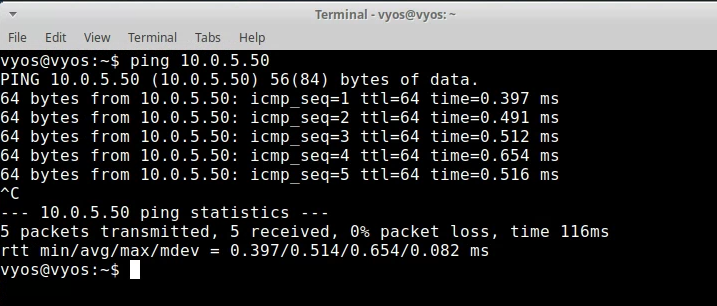 Terminal - vyos@vyos: ~
File Edit View Terminal Tabs Help
vyos@vyos:~$ ping 10.0.5.50
PING 10.0.5.50 (10.0.5.50) 56(84) bytes of data.
64 bytes from 10.0.5.50: icmp_seq=1 ttl=64 time=0.397 ms
64 bytes from 10.0.5.50: icmp_seq=2 ttl=64 time=0.491 ms
64 bytes from 10.0.5.50: icmp_seq=3 ttl=64 time=0.512 ms
64 bytes from 10.0.5.50: icmp_seq=4 ttl=64 time=0.654 ms
64 bytes from 10.0.5.50: icmp_seq=5 ttl=64 time=0.516 ms
^C
--- 10.0.5.50 ping statistics ---
5 packets transmitted, 5 received, 0% packet loss, time 116ms
rtt min/avg/max/mdev = 0.397/0.514/0.654/0.082 ms
vyos@vyos:~$